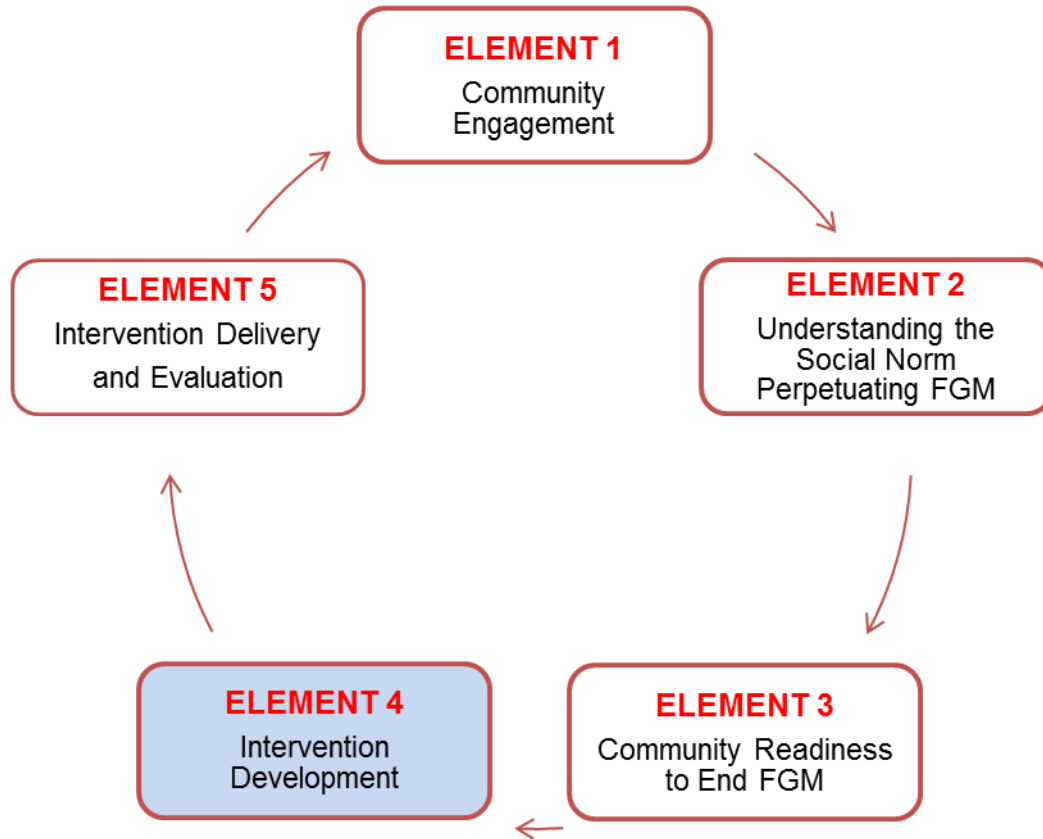 ELEMENT 1
Community
Engagement
ELEMENT 2
Understanding the
Social Norm
Perpetuating FGM
ELEMENT 3
Community Readiness
to End FGM
ELEMENT 4
Intervention
Development
ELEMENT 5
Intervention Delivery
and Evaluation